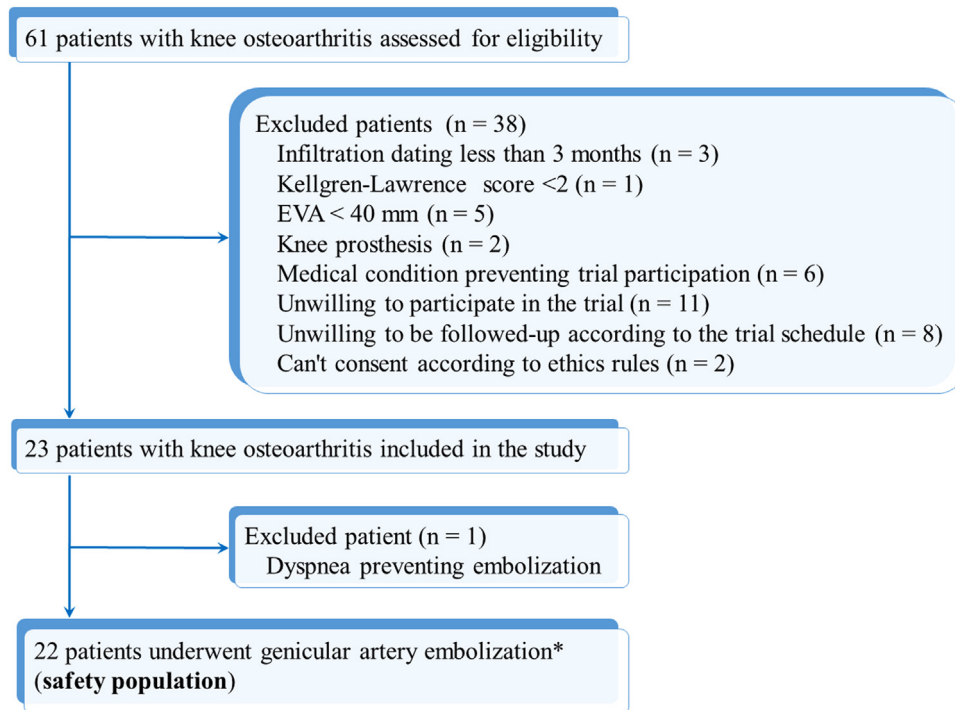 61 patients with knee osteoarthritis assessed for eligibility
Excluded patients (n = 38)
Infiltration dating less than 3 months (n = 3)
Kellgren-Lawrence score <2 (n = 1)
EVA < 40 mm (n = 5)
Knee prosthesis (n = 2)
Medical condition preventing trial participation (n = 6)
Unwilling to participate in the trial (n = 11)
Unwilling to be followed-up according to the trial schedule (n = 8)
Can't consent according to ethics rules (n = 2)
23 patients with knee osteoarthritis included in the study
Excluded patient (n = 1)
Dyspnea preventing embolization
22 patients underwent genicular artery embolization*
(safety population)